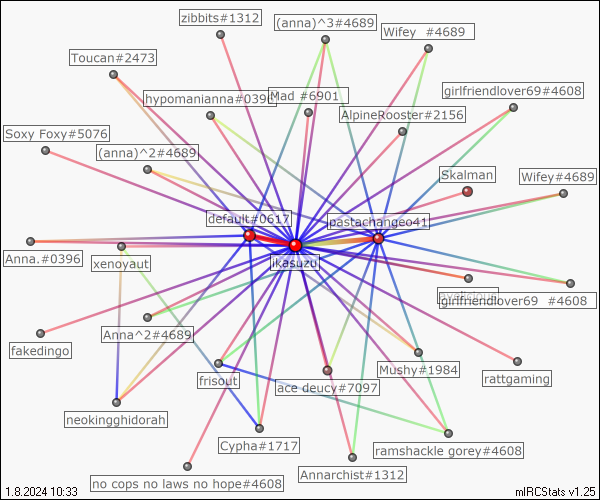 zibbits#1312
(anna)^3#4689
Wifey #4689
Toucan#2473
girlfriendlover69#4608
hypomanianna#0396
Mad #6901
AlpineRooster#2156
Soxy Foxy#5076
(anna)^2#4689
Skalman
Wifey#4689
default#0617
pastachangeo41
Anna.#0396
xenoyaut
iKasuzu
girlfriendlover69 #4608
Anna^2#4689
fakedingo
Mushy#1984
rattgaming
frisout
ace deucy#7097
neokingghidorah
Cypha#1717
ramshackle gorey#4608
Annarchist#1312
no cops no laws no hope#4608
1.8.2024 10:33
mIRCStats v1.25